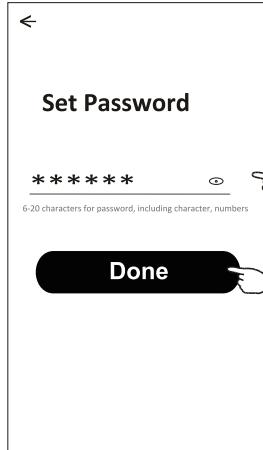 Set Password
******
6-20 characters for password, including character, numbers
Done